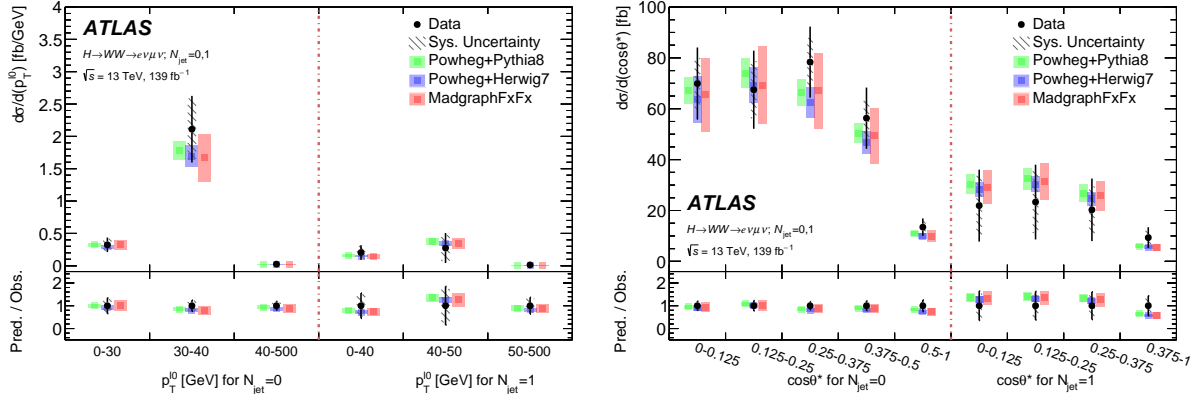 dσ/d(p_T^{l0}) [fb/GeV]
4
3.5
3
2.5
2
1.5
1
0.5
0
ATLAS
H→WW→eνμν; N_jet=0,1
√s = 13 TeV, 139 fb⁻¹
Data
Sys. Uncertainty
Powheg+Pythia8
Powheg+Herwig7
MadgraphFxFx
Pred. / Obs.
2
1
0
0-30 30-40 40-500 0-40 40-50 50-500
p_T^{l0} [GeV] for N_jet=0 p_T^{l0} [GeV] for N_jet=1
dσ/d(cosθ*) [fb]
100
80
60
40
20
0
Data
Sys. Uncertainty
Powheg+Pythia8
Powheg+Herwig7
MadgraphFxFx
ATLAS
H→WW→eνμν; N_jet=0,1
√s = 13 TeV, 139 fb⁻¹
Pred. / Obs.
2
1
0
0-0.125 0.125-0.25 0.25-0.375 0.375-0.5 0.5-1 0-0.125 0.125-0.25 0.25-0.375 0.375-1
cosθ* for N_jet=0 cosθ* for N_jet=1